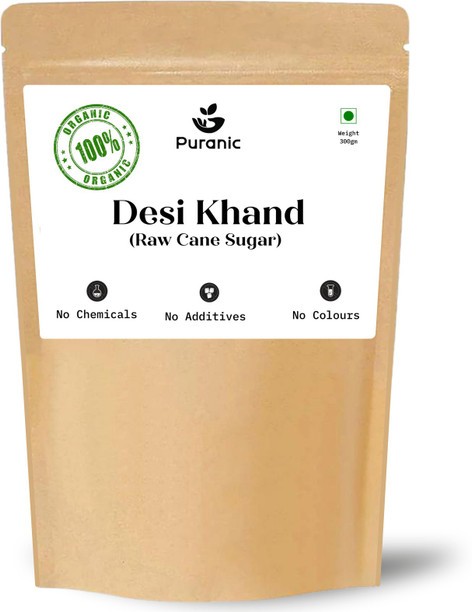 ORGANIC
100%
ORGANIC
Puranic
Weight
300gm
Desi Khand
(Raw Cane Sugar)
No Chemicals
No Additives
No Colours